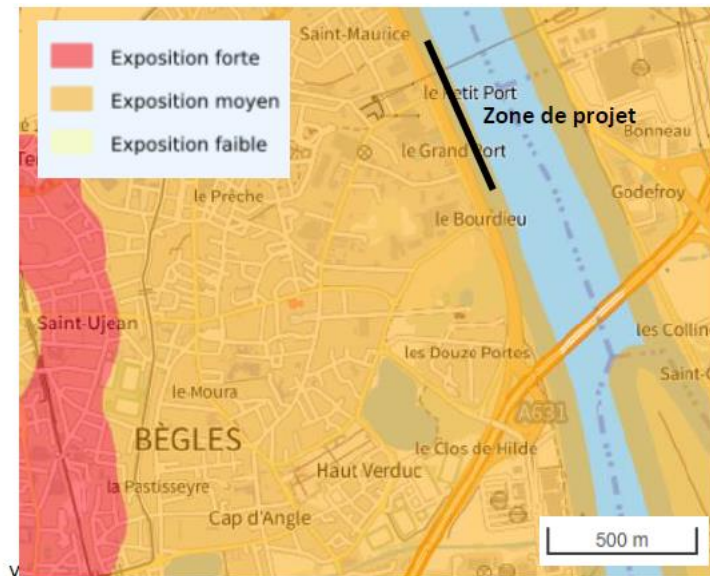 Exposition forte
Exposition moyen
Exposition faible
Saint-Maurice
le Petit Port
Zone de projet
Bonneau
le Grand Port
Godefroy
le Prêche
le Bourdieu
Saint-Ujean
les Colline
les Douze Portes
Saint-
le Moura
A631
BÈGLES
le Clos de Hilde
Haut Verduc
la Pastisseyre
Cap d'Angle
500 m
v